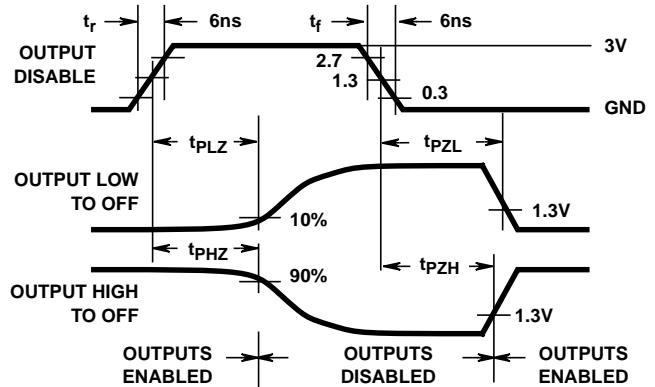 tr 6ns tf 6ns
OUTPUT
DISABLE
2.7
1.3
0.3
3V
GND
tPLZ tPZL
OUTPUT LOW
TO OFF
10%
1.3V
tPHZ tPZH
OUTPUT HIGH
TO OFF
90%
1.3V
OUTPUTS
ENABLED
OUTPUTS
DISABLED
OUTPUTS
ENABLED